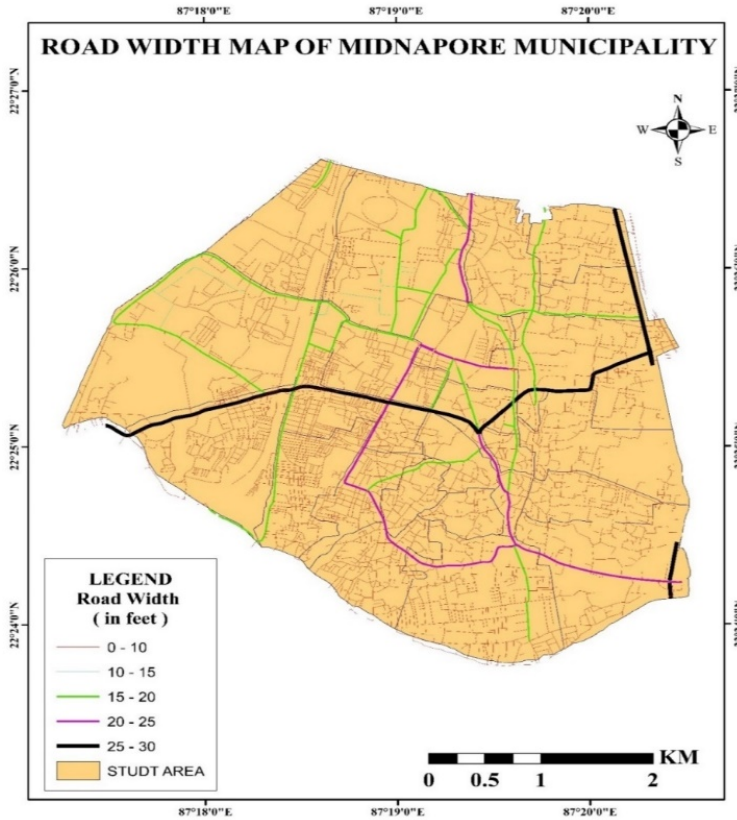 87°18'0"E 87°19'0"E 87°20'0"E
ROAD WIDTH MAP OF MIDNAPORE MUNICIPALITY
N
W E
S
22°27'0"N
22°26'0"N
22°25'0"N
22°24'0"N
LEGEND
Road Width
( in feet )
0 - 10
10 - 15
15 - 20
20 - 25
25 - 30
STUDT AREA
KM
0 0.5 1 2
87°18'0"E 87°19'0"E 87°20'0"E